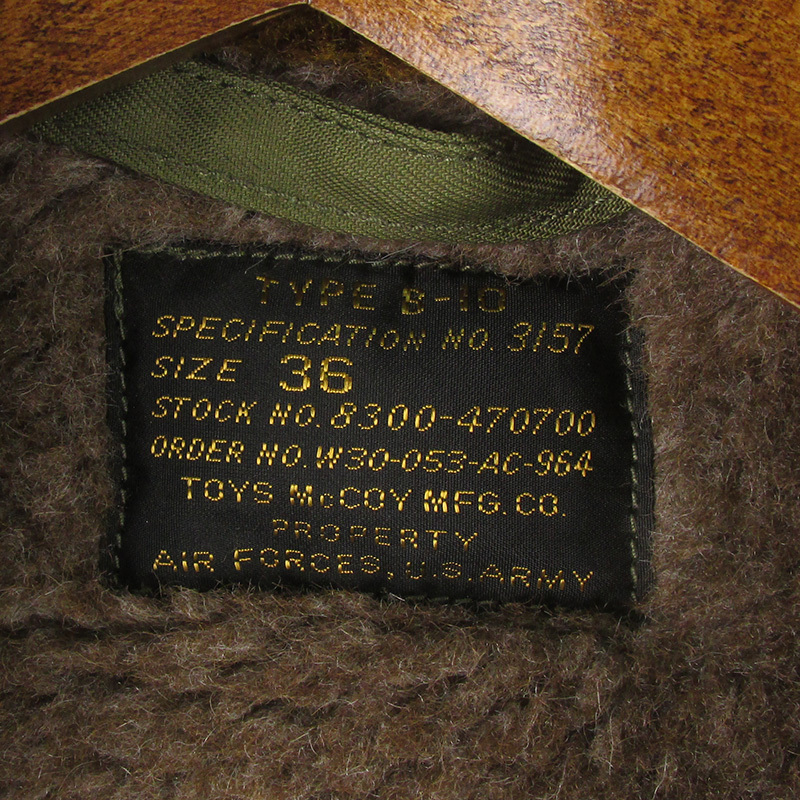 TYPE B-10
SPECIFICATION NO. 3157
SIZE 36
STOCK NO. 8300-470700
ORDER NO. W30-053-AC-964
TOYS McCOY MFG. CO.
PROPERTY
AIR FORCES, U.S. ARMY